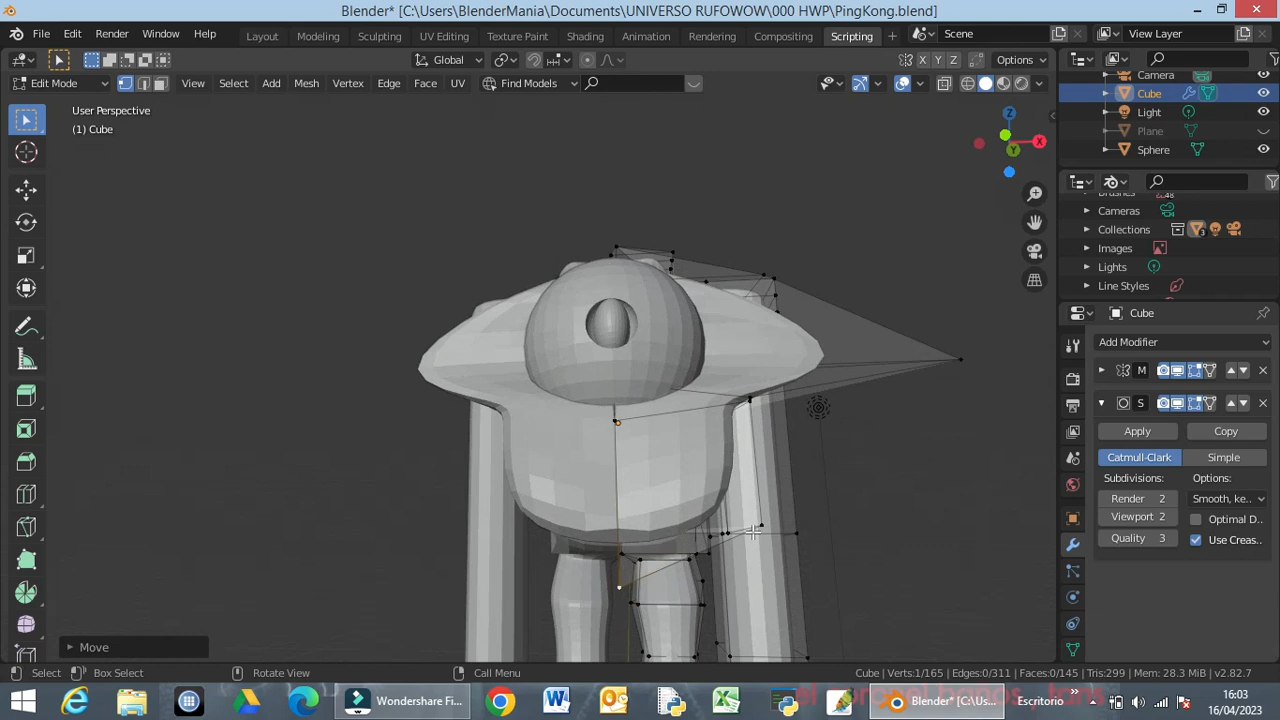 Blender* [C:\Users\BlenderMania\Documents\UNIVERSO RUFOWOW\000 HWP\PingKong.blend]
File Edit Render Window Help Layout Modeling Sculpting UV Editing Texture Paint Shading Animation Rendering Compositing Scripting + Scene View Layer
Global X Y Z Options
Edit Mode View Select Add Mesh Vertex Edge Face UV Find Models
User Perspective
(1) Cube
Z
X
Y
Camera
Cube
Light
Plane
Sphere
Brushes
Cameras
Collections 3
Images
Lights
Line Styles
Cube
Add Modifier
M
S
Apply Copy
Catmull-Clark Simple
Subdivisions: Options:
Render 2 Smooth, ke..
Viewport 2 Optimal D..
Quality 3 Use Creas..
Move
Select Box Select Rotate View Call Menu Cube | Verts:1/165 | Edges:0/311 | Faces:0/145 | Tris:299 | Mem: 28.3 MiB | v2.82.7
Wondershare Fi... Blender* [C:\Us... Escritorio
16:03
16/04/2023